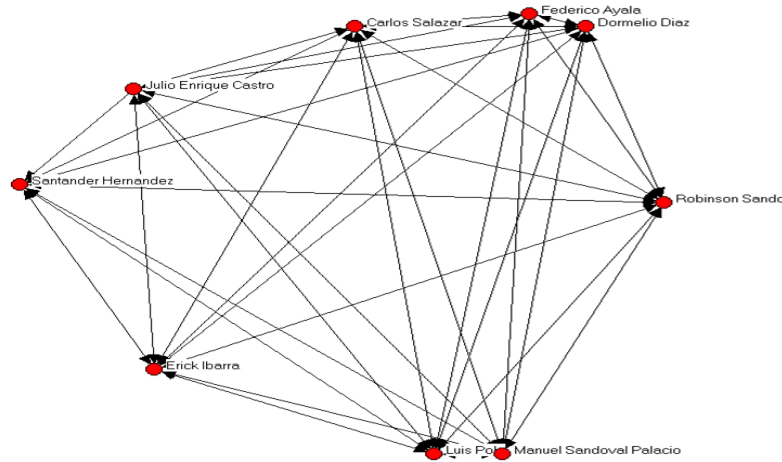 Federico Ayala
Carlos Salazar
Dormelio Diaz
Julio Enrique Castro
Santander Hernandez
Robinson Sando
Erick Ibarra
Luis Pol
Manuel Sandoval Palacio